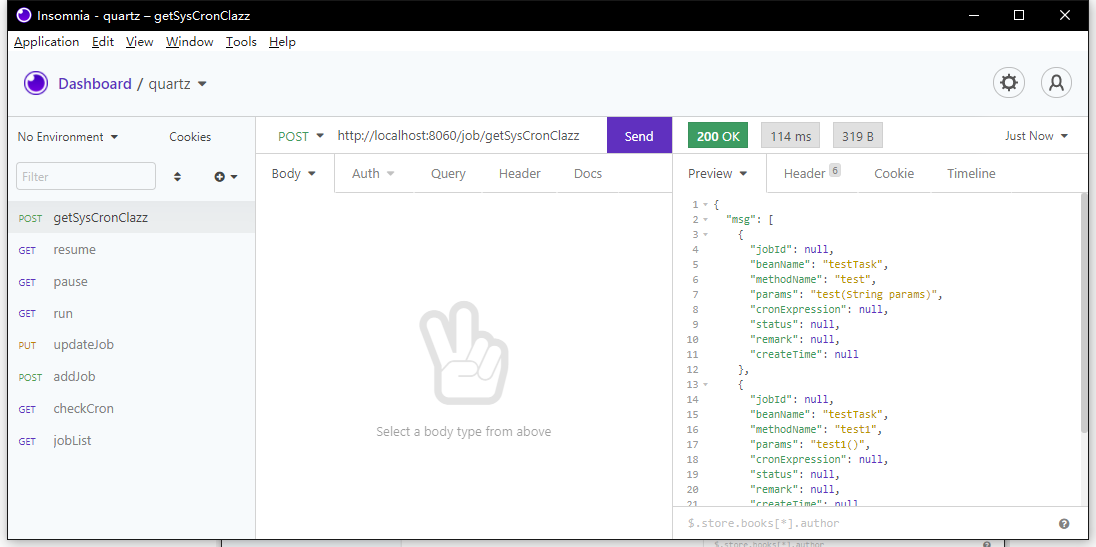 Insomnia - quartz – getSysCronClazz
Application Edit View Window Tools Help
Dashboard / quartz
No Environment Cookies
Filter
POST getSysCronClazz
GET resume
GET pause
GET run
PUT updateJob
POST addJob
GET checkCron
GET jobList
POST http://localhost:8060/job/getSysCronClazz Send
Body Auth Query Header Docs
Select a body type from above
200 OK 114 ms 319 B Just Now
Preview Header 6 Cookie Timeline
1 {
2 "msg": [
3 {
4 "jobId": null,
5 "beanName": "testTask",
6 "methodName": "test",
7 "params": "test(String params)",
8 "cronExpression": null,
9 "status": null,
10 "remark": null,
11 "createTime": null
12 },
13 {
14 "jobId": null,
15 "beanName": "testTask",
16 "methodName": "test1",
17 "params": "test1()",
18 "cronExpression": null,
19 "status": null,
20 "remark": null,
21 "createTime": null
$.store.books[*].author
$.store.books[*].author